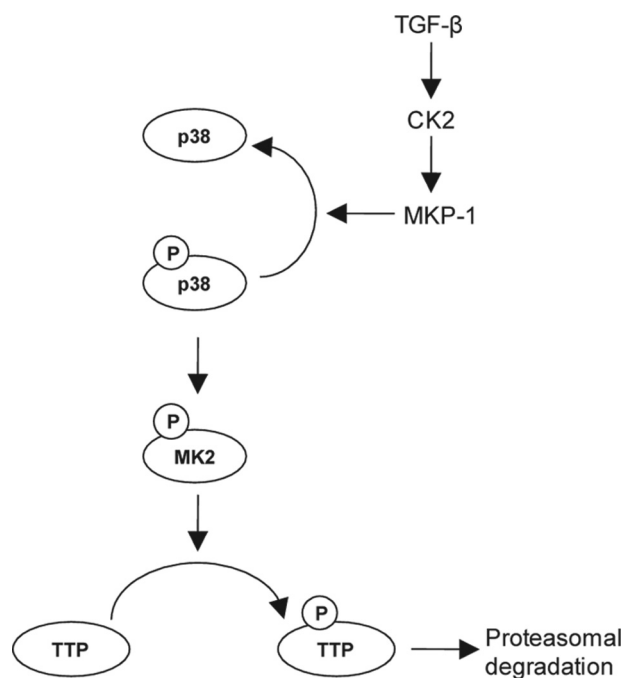 TGF-β
CK2
p38
MKP-1
P
p38
P
MK2
P
TTP
TTP
Proteasomal
degradation